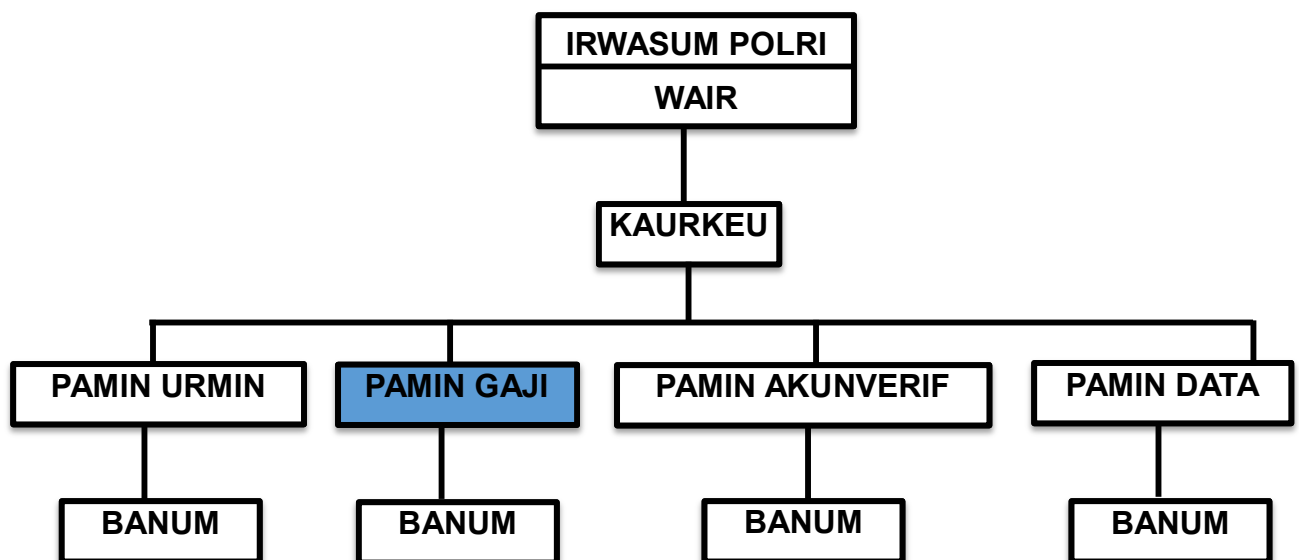 IRWASUM POLRI
WAIR
KAURKEU
PAMIN URMIN
PAMIN GAJI
PAMIN AKUNVERIF
PAMIN DATA
BANUM
BANUM
BANUM
BANUM